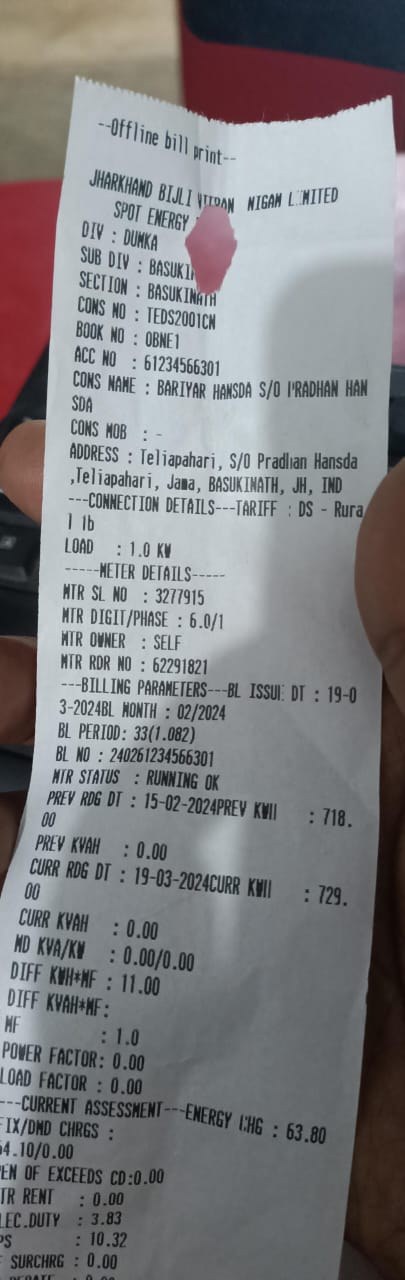 --Offline bill print--
JHARKHAND BIJLI NIGAM LIMITED
SPOT ENERGY
DIV : DUMKA
SUB DIV :
SECTION : BASUKINATH
CONS NO : TEDS2001CN
BOOK NO : OBNE1
ACC NO : 61234566301
CONS NAME : BARIYAR HANSDA S/O PRADHAN HAN
SDA
CONS MOB : -
ADDRESS : Teliapahari, S/O Pradhan Hansda
,Teliapahari, Jama, BASUKINATH, JH, IND
---CONNECTION DETAILS---TARIFF : DS - Rura
l lb
LOAD : 1.0 KW
-----METER DETAILS-----
MTR SL NO : 3277915
MTR DIGIT/PHASE : 6.0/1
MTR OWNER : SELF
MTR RDR NO : 62291821
---BILLING PARAMETERS---BL ISSUE DT : 19-0
3-2024BL MONTH : 02/2024
BL PERIOD: 33(1.082)
BL NO : 240261234566301
MTR STATUS : RUNNING OK
PREV RDG DT : 15-02-2024PREV KWH : 718.
00
PREV KVAH : 0.00
CURR RDG DT : 19-03-2024CURR KWH : 729.
00
CURR KVAH : 0.00
MD KVA/KW : 0.00/0.00
DIFF KWH*MF : 11.00
DIFF KVAH*MF:
MF : 1.0
POWER FACTOR: 0.00
LOAD FACTOR : 0.00
---CURRENT ASSESSMENT---ENERGY CHG : 63.80
FIX/DMD CHRGS :
54.10/0.00
PEN OF EXCEEDS CD:0.00
MTR RENT : 0.00
ELEC.DUTY : 3.83
: 10.32
SURCHRG : 0.00